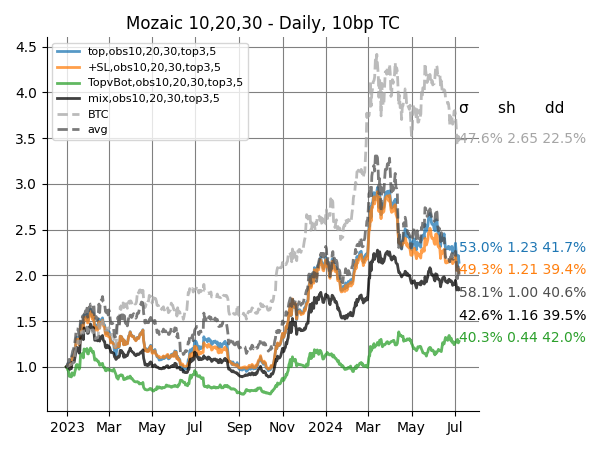 Mozaic 10,20,30 - Daily, 10bp TC
4.5
top,obs10,20,30,top3,5
+SL,obs10,20,30,top3,5
TopvBot,obs10,20,30,top3,5
mix,obs10,20,30,top3,5
BTC
avg
4.0
σ sh dd
3.5
47.6% 2.65 22.5%
3.0
2.5
53.0% 1.23 41.7%
49.3% 1.21 39.4%
2.0
58.1% 1.00 40.6%
42.6% 1.16 39.5%
1.5
40.3% 0.44 42.0%
1.0
2023 Mar May Jul Sep Nov 2024 Mar May Jul